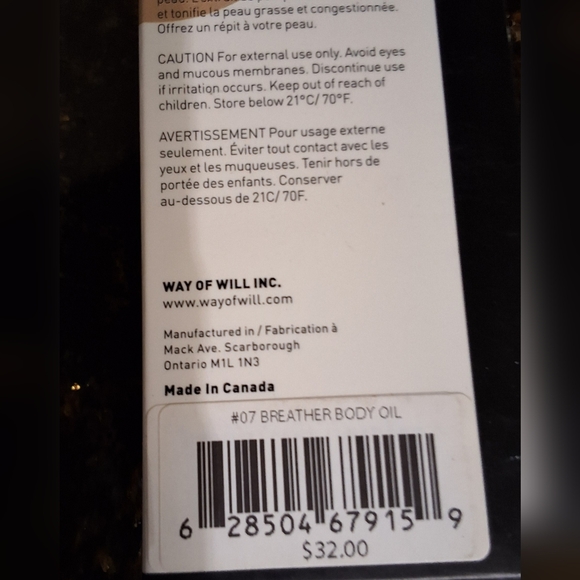 et tonifie la peau grasse et congestionnée.
Offrez un répit à votre peau.
CAUTION For external use only. Avoid eyes
and mucous membranes. Discontinue use
if irritation occurs. Keep out of reach of
children. Store below 21°C/70°F.
AVERTISSEMENT Pour usage externe
seulement. Éviter tout contact avec les
yeux et les muqueuses. Tenir hors de
portée des enfants. Conserver
au-dessous de 21C/70F.
WAY OF WILL INC.
www.wayofwill.com
Manufactured in / Fabrication à
Mack Ave. Scarborough
Ontario M1L 1N3
Made In Canada
#07 BREATHER BODY OIL
6 28504 67915 9
$32.00